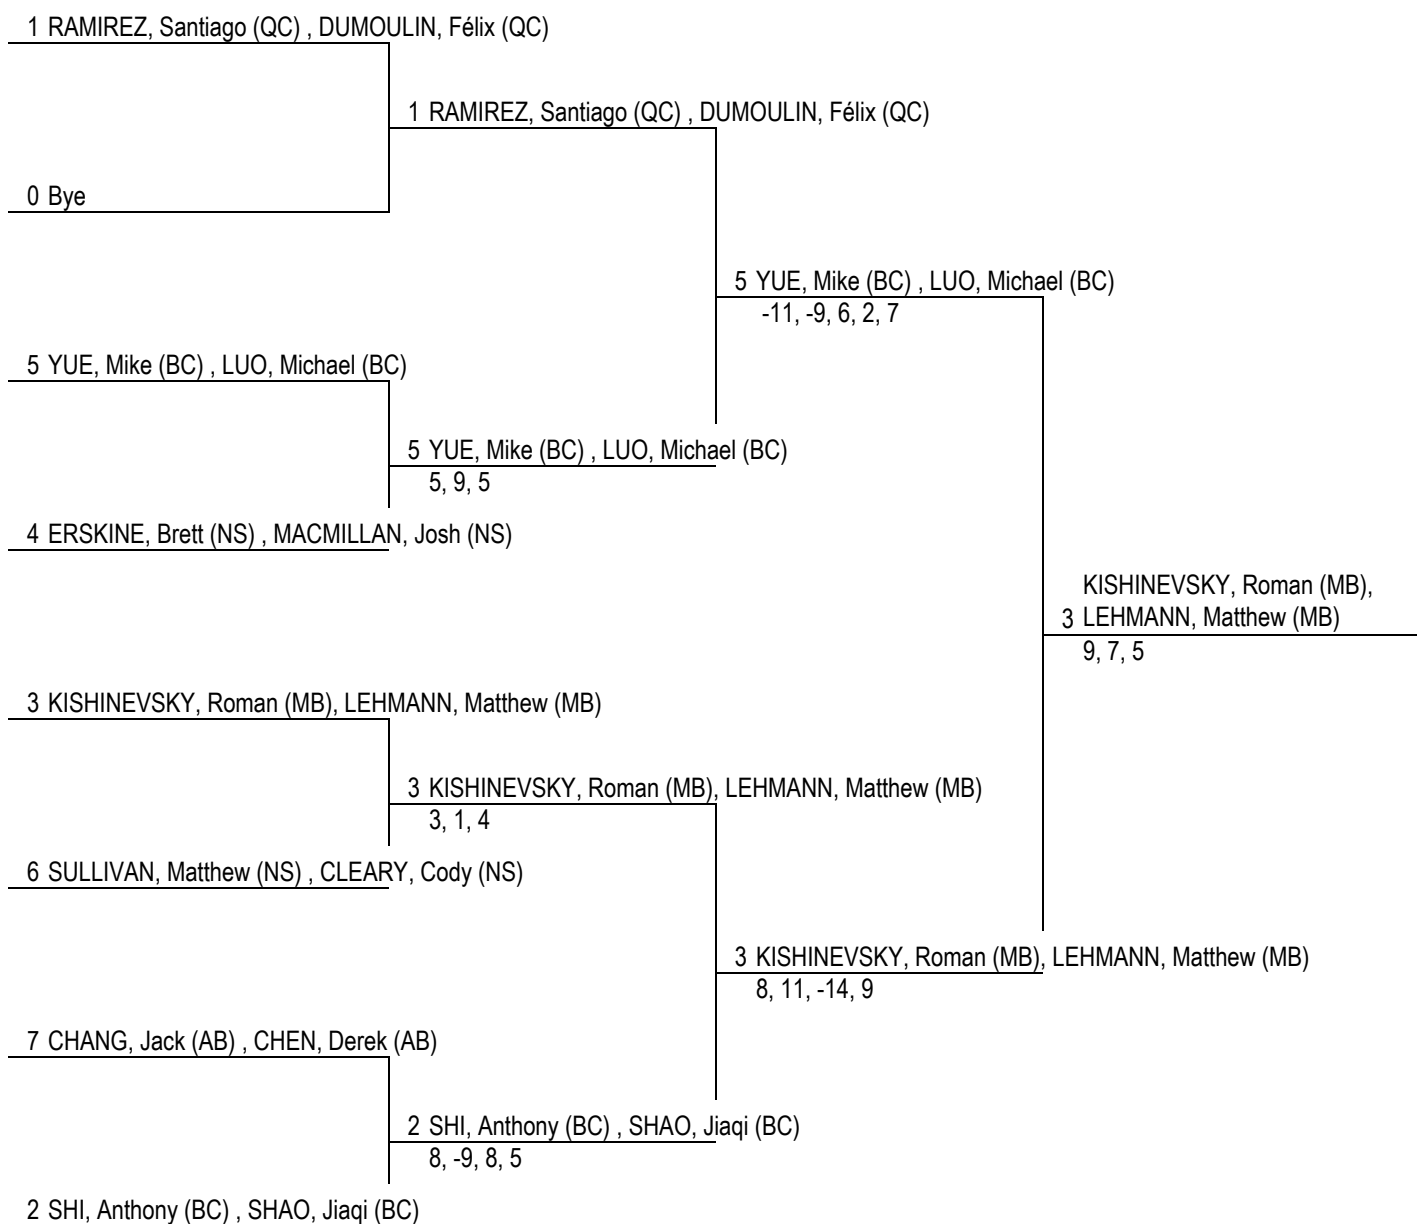 1 RAMIREZ, Santiago (QC) , DUMOULIN, Félix (QC)
1 RAMIREZ, Santiago (QC) , DUMOULIN, Félix (QC)
0 Bye
5 YUE, Mike (BC) , LUO, Michael (BC)
-11, -9, 6, 2, 7
5 YUE, Mike (BC) , LUO, Michael (BC)
5 YUE, Mike (BC) , LUO, Michael (BC)
5, 9, 5
4 ERSKINE, Brett (NS) , MACMILLAN, Josh (NS)
KISHINEVSKY, Roman (MB),
3 LEHMANN, Matthew (MB)
9, 7, 5
3 KISHINEVSKY, Roman (MB), LEHMANN, Matthew (MB)
3 KISHINEVSKY, Roman (MB), LEHMANN, Matthew (MB)
3, 1, 4
6 SULLIVAN, Matthew (NS) , CLEARY, Cody (NS)
3 KISHINEVSKY, Roman (MB), LEHMANN, Matthew (MB)
8, 11, -14, 9
7 CHANG, Jack (AB) , CHEN, Derek (AB)
2 SHI, Anthony (BC) , SHAO, Jiaqi (BC)
8, -9, 8, 5
2 SHI, Anthony (BC) , SHAO, Jiaqi (BC)